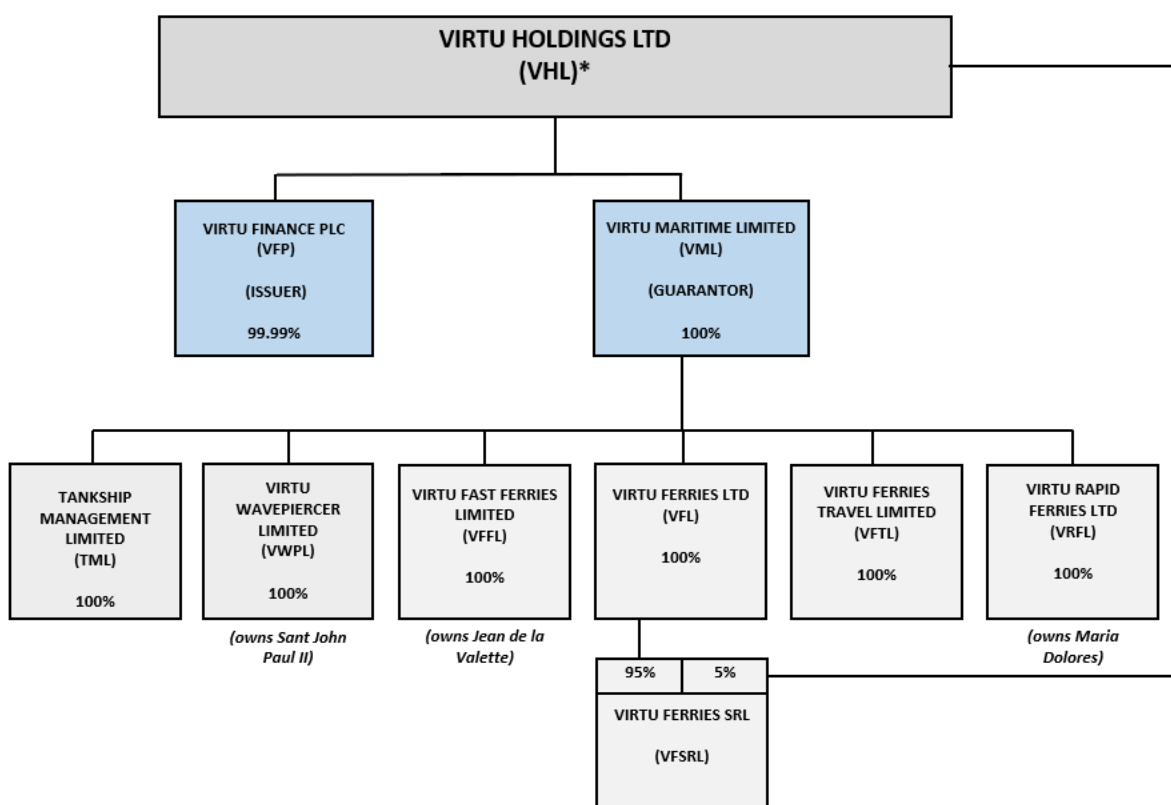 VIRTU HOLDINGS LTD
(VHL)*
VIRTU FINANCE PLC
(VFP)
(ISSUER)
99.99%
VIRTU MARITIME LIMITED
(VML)
(GUARANTOR)
100%
TANKSHIP
MANAGEMENT
LIMITED
(TML)
100%
VIRTU
WAVEPIERCER
LIMITED
(VWPL)
100%
(owns Sant John
Paul II)
VIRTU FAST FERRIES
LIMITED
(VFFL)
100%
(owns Jean de la
Valette)
VIRTU FERRIES LTD
(VFL)
100%
VIRTU FERRIES
TRAVEL LIMITED
(VFTL)
100%
VIRTU RAPID
FERRIES LTD
(VRFL)
100%
(owns Maria
Dolores)
95%
5%
VIRTU FERRIES SRL
(VFSRL)